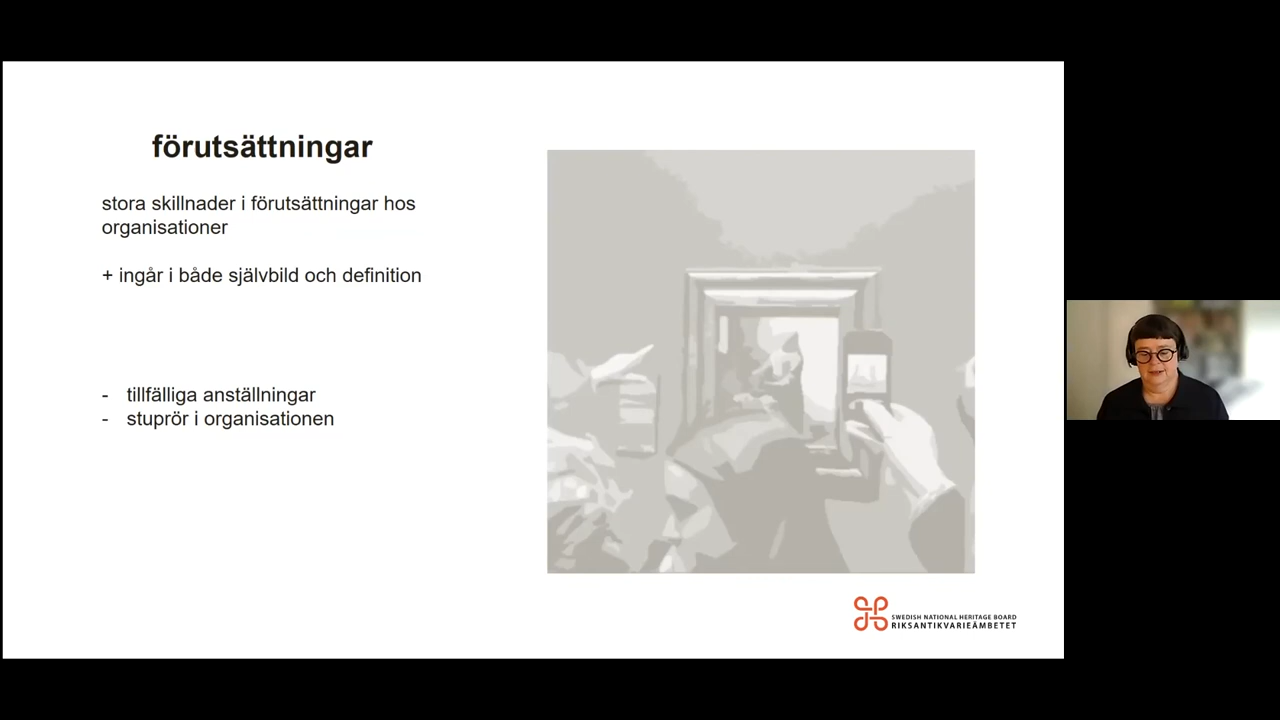 förutsättningar
stora skillnader i förutsättningar hos
organisationer
+ ingår i både självbild och definition
- tillfälliga anställningar
- stuprör i organisationen
SWEDISH NATIONAL HERITAGE BOARD
RIKSANTIKVARIEÄMBETET